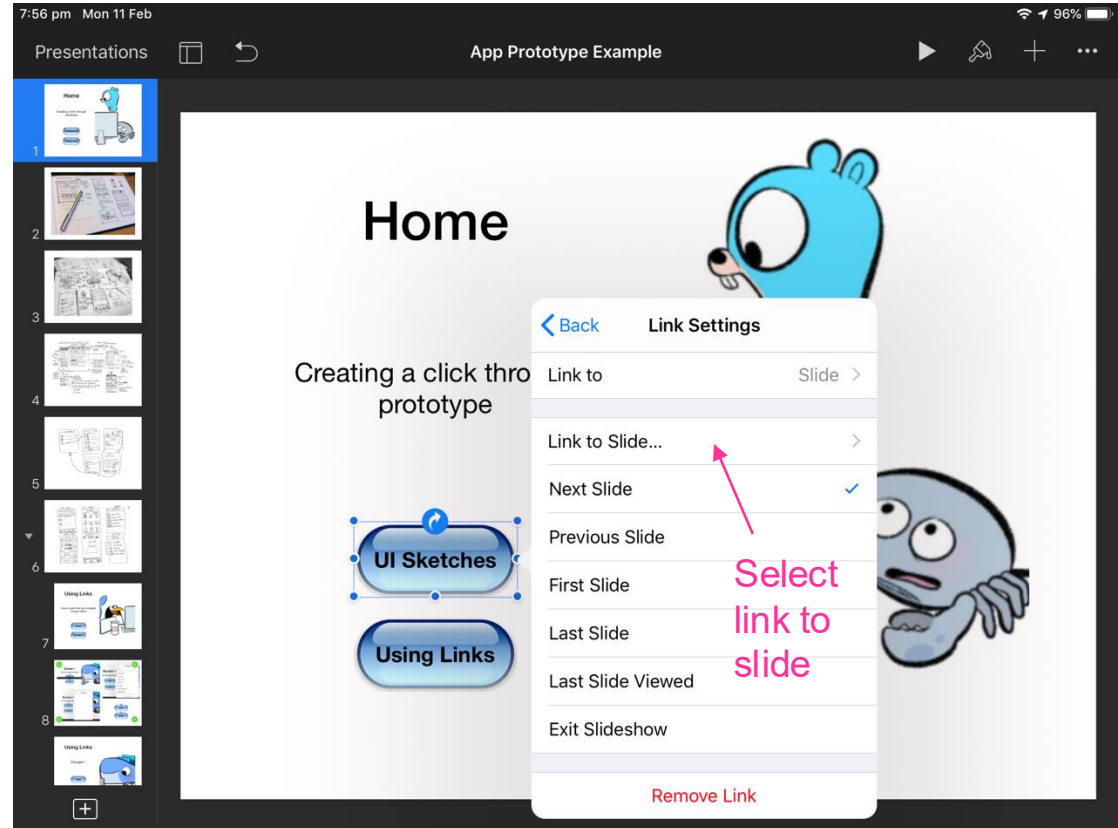 7:56 pm Mon 11 Feb
96%
Presentations
App Prototype Example
Home
1
2
3
4
5
6
Using Links
7
8
Using Links
Home
Creating a click thro
prototype
UI Sketches
Using Links
Back
Link Settings
Link to
Slide
Link to Slide...
Next Slide
Previous Slide
First Slide
Last Slide
Last Slide Viewed
Exit Slideshow
Remove Link
Select
link to
slide